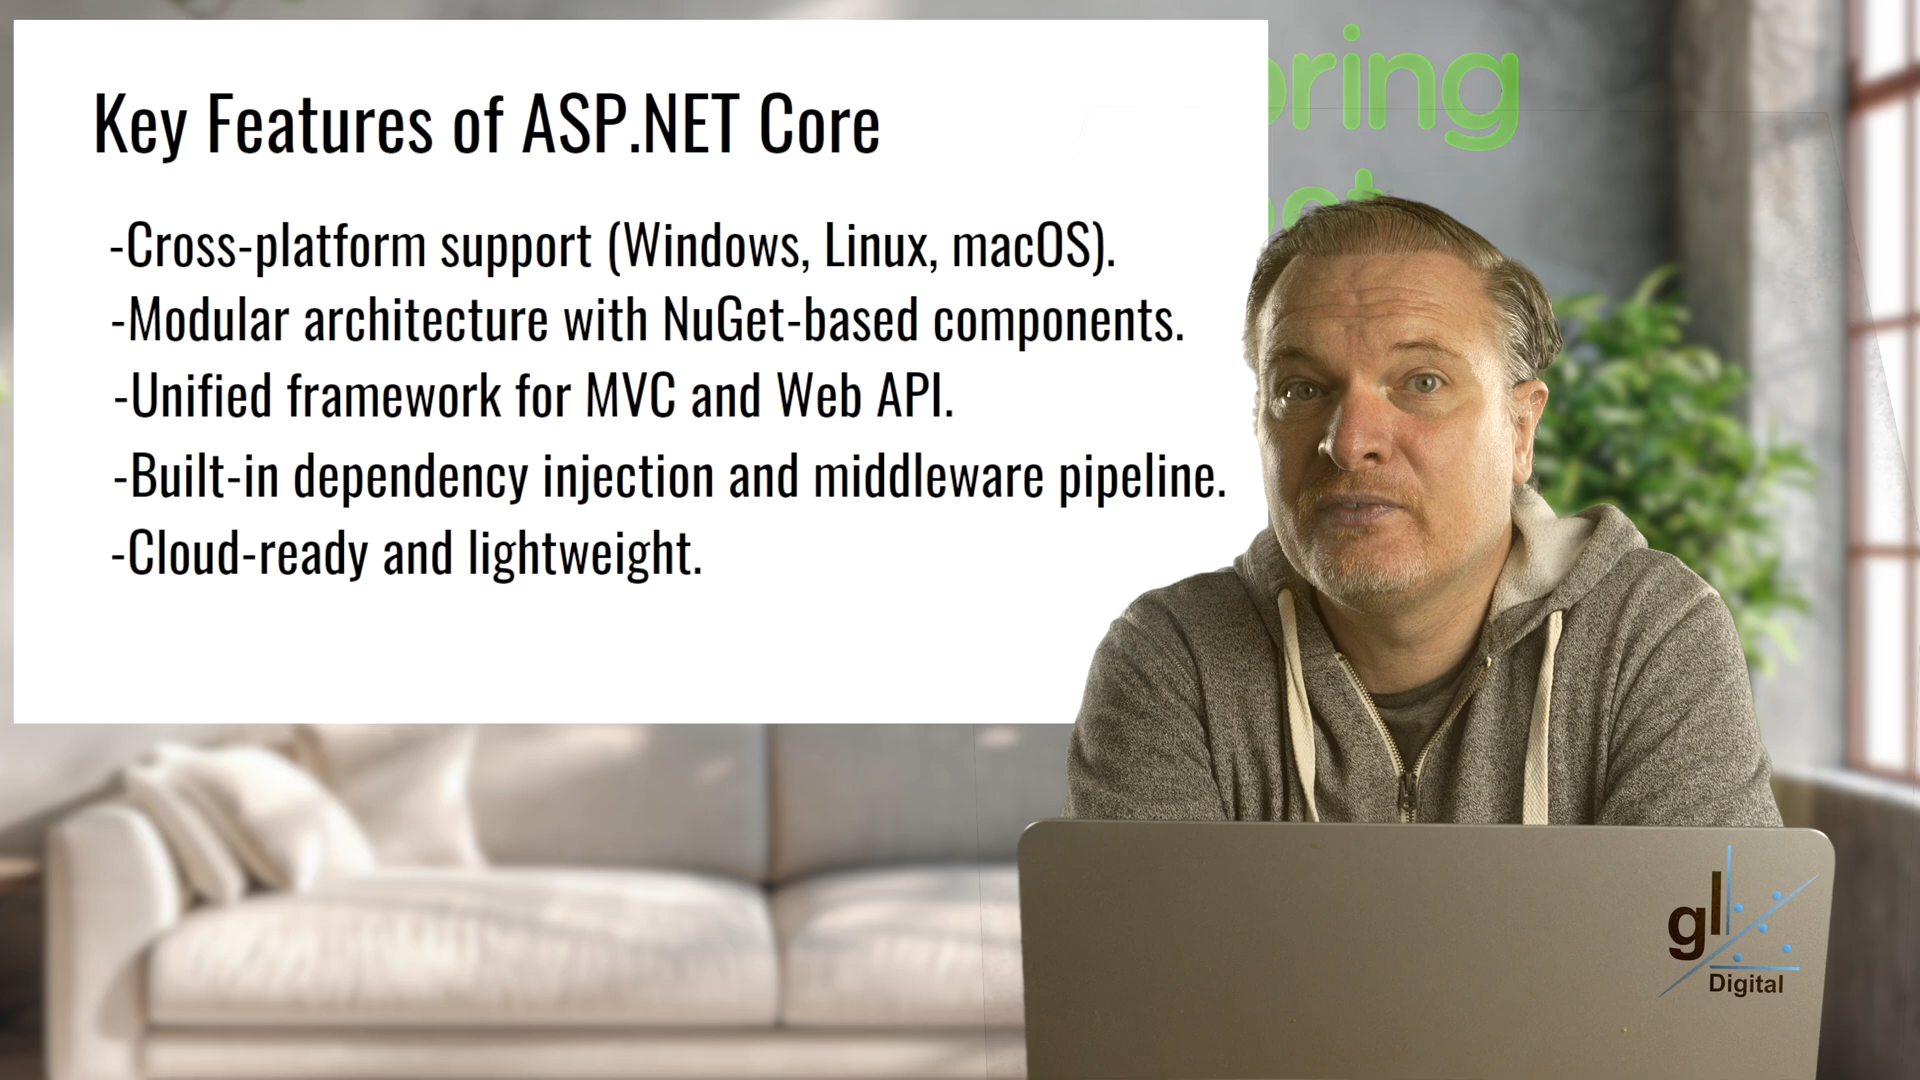 Key Features of ASP.NET Core
-Cross-platform support (Windows, Linux, macOS).
-Modular architecture with NuGet-based components.
-Unified framework for MVC and Web API.
-Built-in dependency injection and middleware pipeline.
-Cloud-ready and lightweight.
gl
Digital